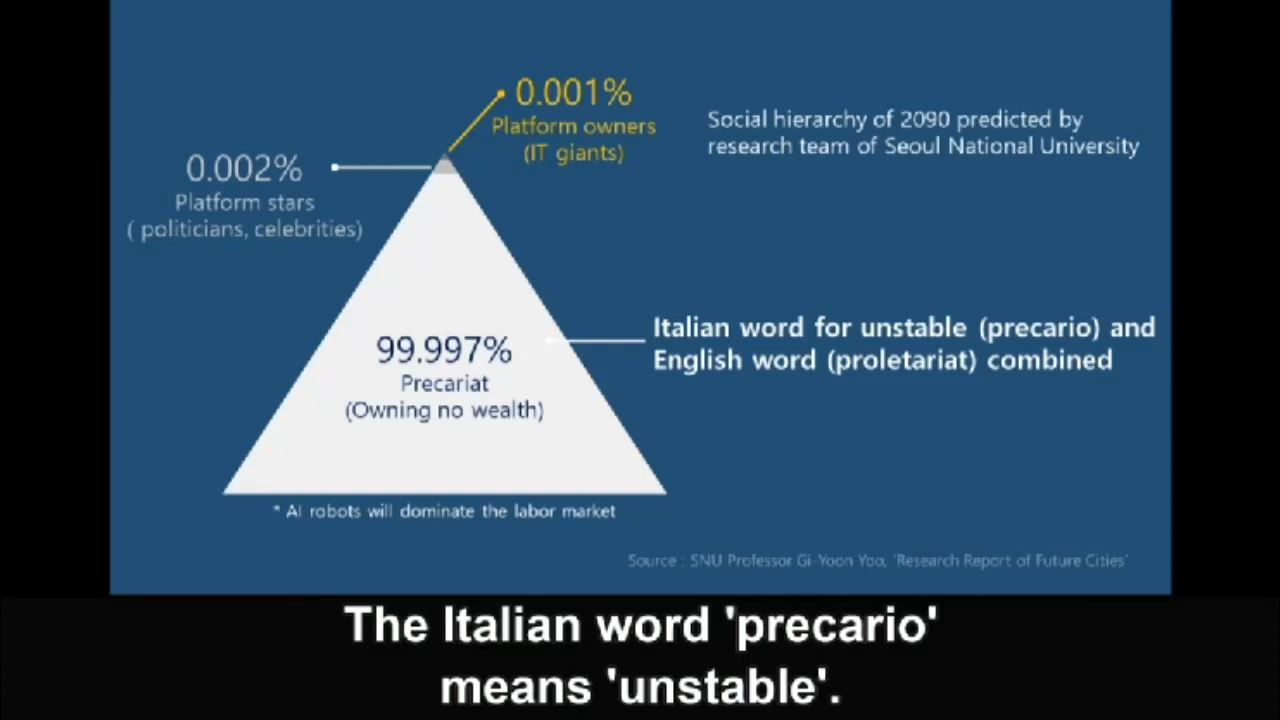 0.001%
Platform owners
(IT giants)
Social hierarchy of 2090 predicted by
research team of Seoul National University
0.002%
Platform stars
( politicians, celebrities)
Italian word for unstable (precario) and
English word (proletariat) combined
99.997%
Precariat
(Owning no wealth)
* AI robots will dominate the labor market
Source : SNU Professor Gi-Yoon Yoo, 'Research Report of Future Cities'
The Italian word 'precario'
means 'unstable'.